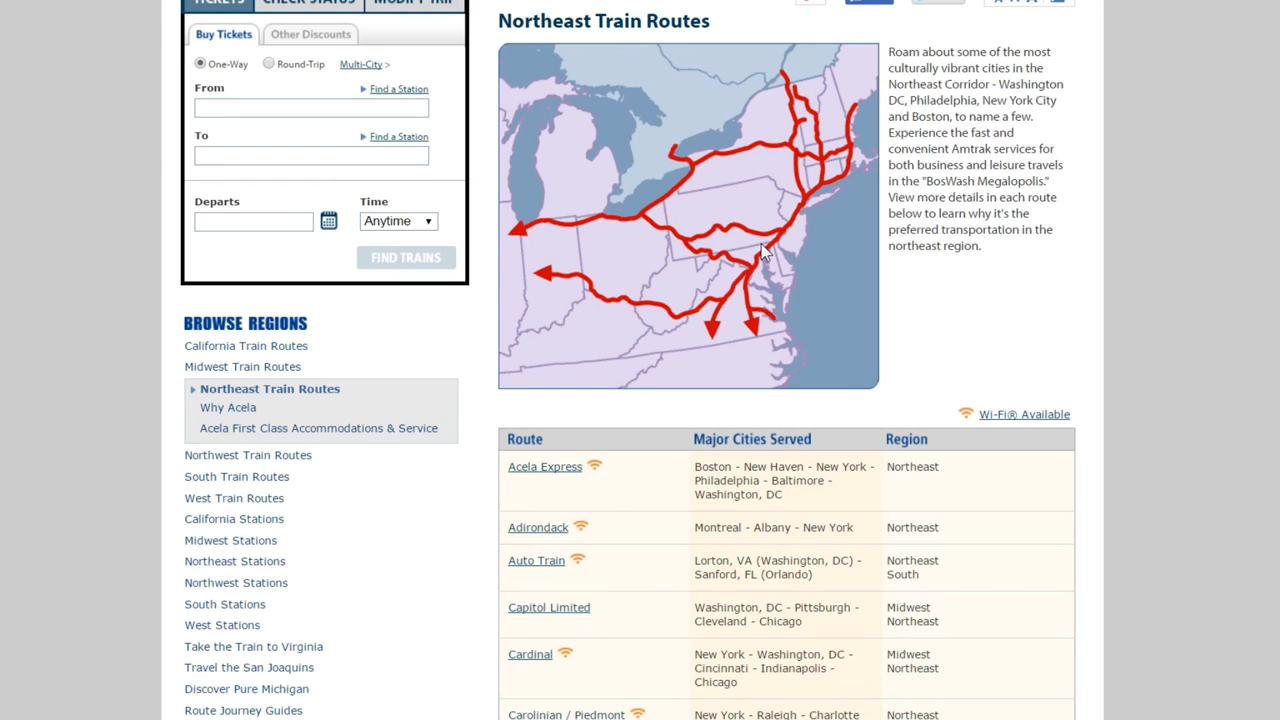 TICKETS CHECK STATUS MODIFY TRIP
Buy Tickets Other Discounts
One-Way Round-Trip Multi-City >
From Find a Station
To Find a Station
Departs Time
Anytime
FIND TRAINS
BROWSE REGIONS
California Train Routes
Midwest Train Routes
Northeast Train Routes
Why Acela
Acela First Class Accommodations & Service
Northwest Train Routes
South Train Routes
West Train Routes
California Stations
Midwest Stations
Northeast Stations
Northwest Stations
South Stations
West Stations
Take the Train to Virginia
Travel the San Joaquins
Discover Pure Michigan
Route Journey Guides
Northeast Train Routes
Roam about some of the most
culturally vibrant cities in the
Northeast Corridor - Washington
DC, Philadelphia, New York City
and Boston, to name a few.
Experience the fast and
convenient Amtrak services for
both business and leisure travels
in the "BosWash Megalopolis."
View more details in each route
below to learn why it's the
preferred transportation in the
northeast region.
Wi-Fi® Available
Route Major Cities Served Region
Acela Express Boston - New Haven - New York - Northeast
Philadelphia - Baltimore -
Washington, DC
Adirondack Montreal - Albany - New York Northeast
Auto Train Lorton, VA (Washington, DC) - Northeast
Sanford, FL (Orlando) South
Capitol Limited Washington, DC - Pittsburgh - Midwest
Cleveland - Chicago Northeast
Cardinal New York - Washington, DC - Midwest
Cincinnati - Indianapolis - Northeast
Chicago
Carolinian / Piedmont New York - Raleigh - Charlotte Northeast